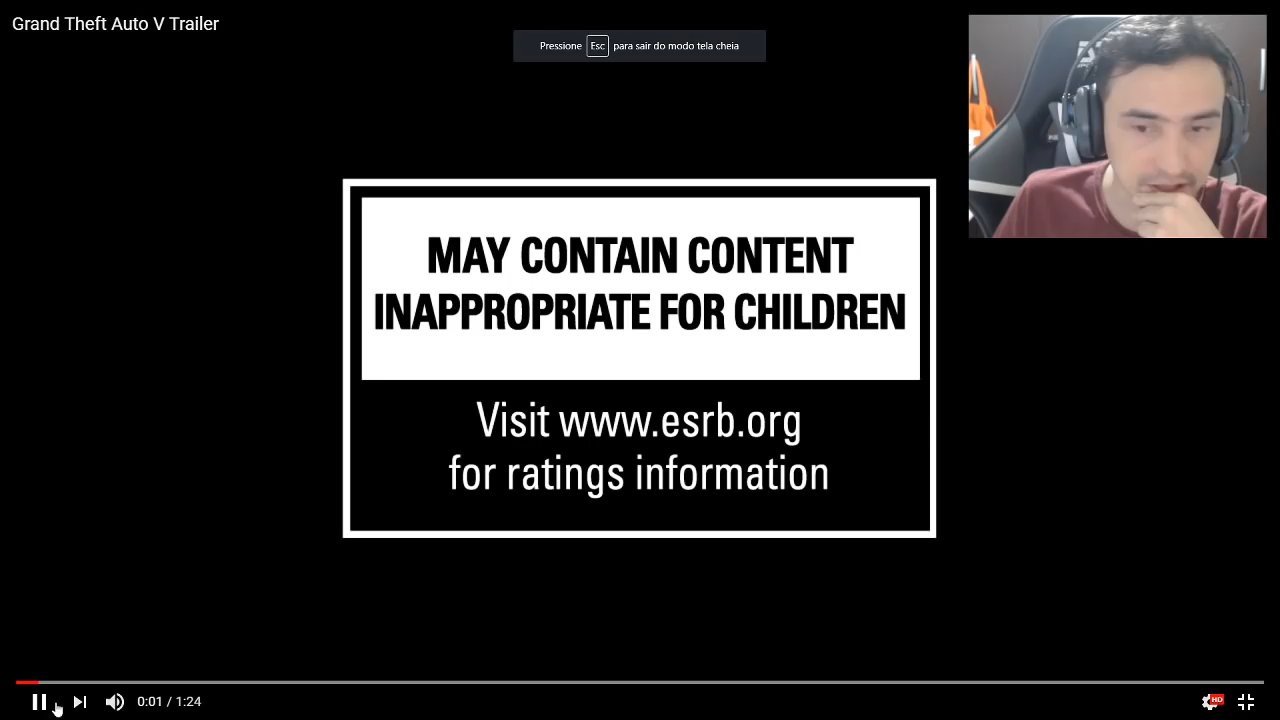 Grand Theft Auto V Trailer
Pressione Esc para sair do modo tela cheia
MAY CONTAIN CONTENT
INAPPROPRIATE FOR CHILDREN
Visit www.esrb.org
for ratings information
0:01 / 1:24
HD